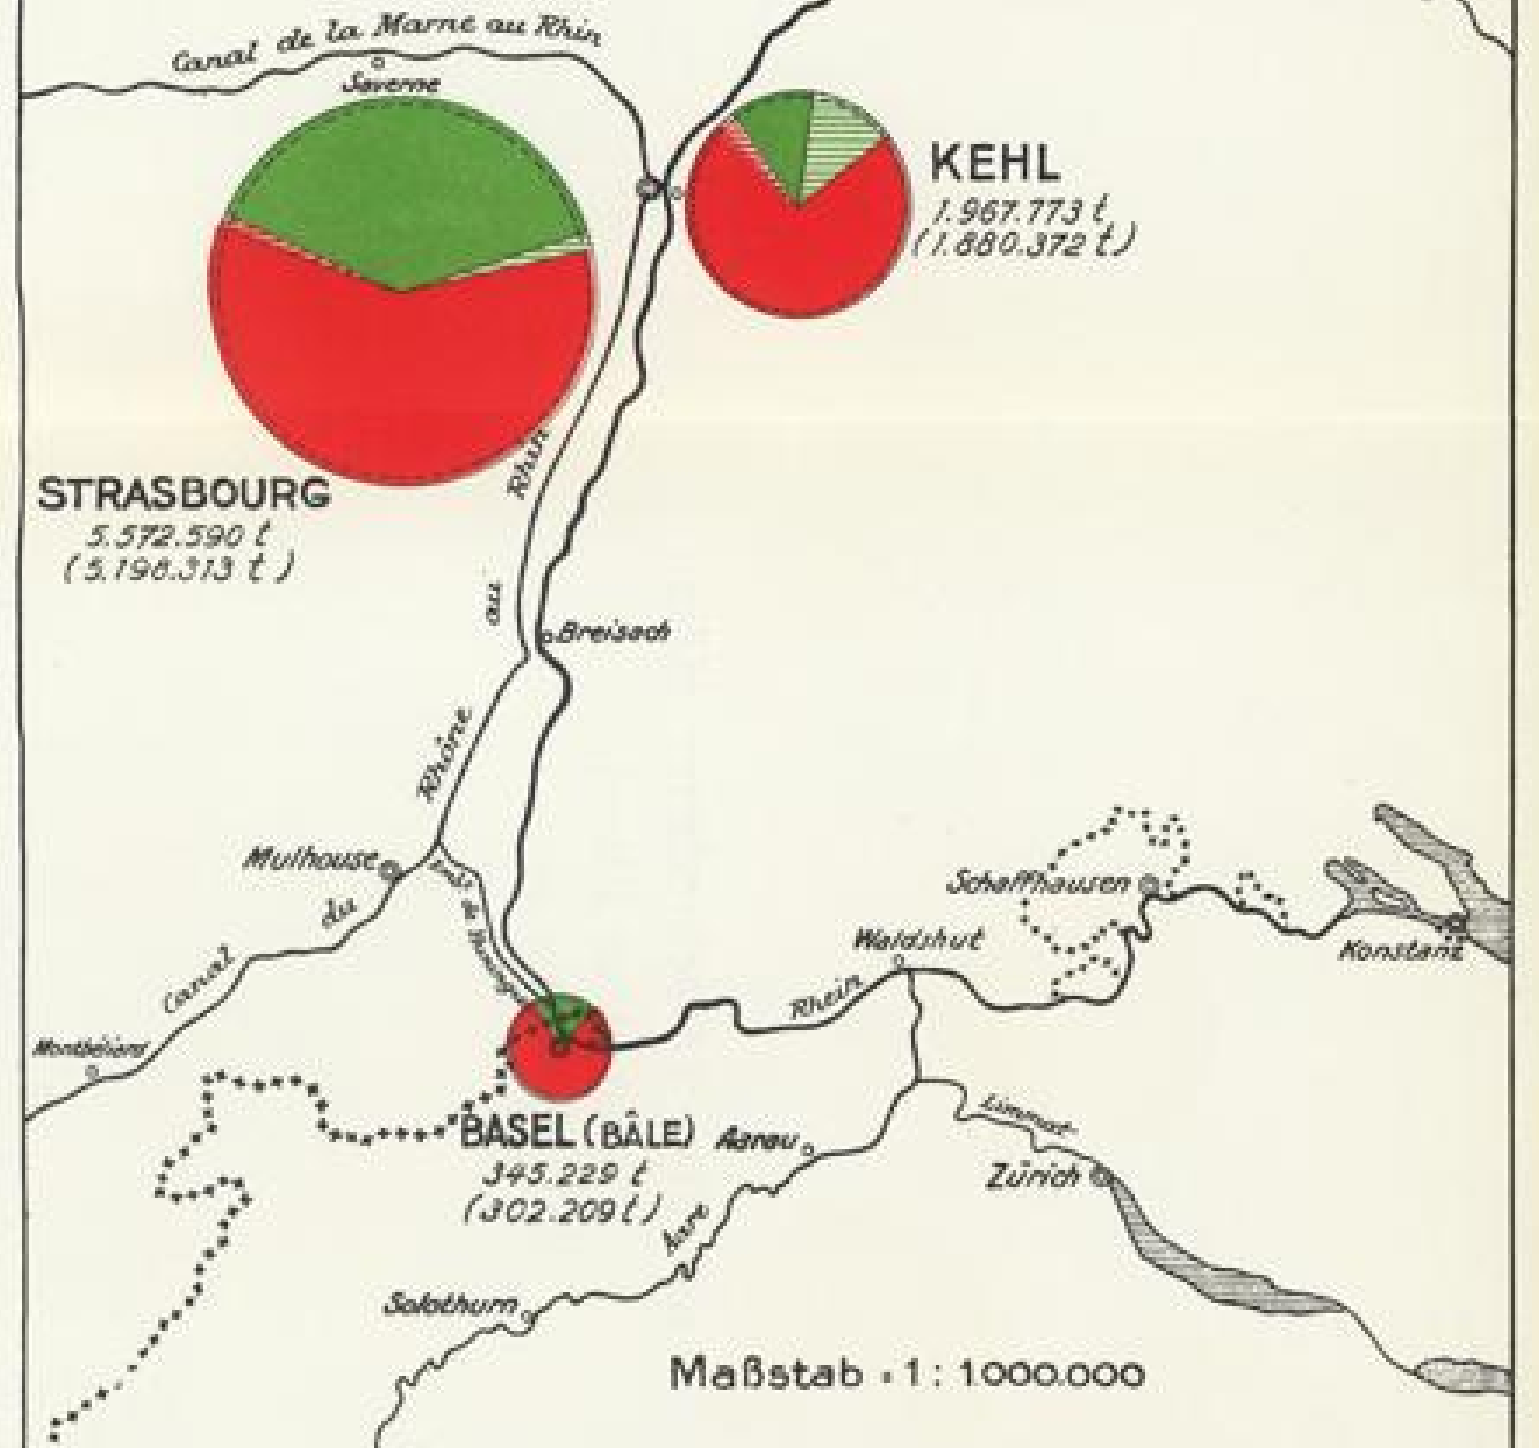 Canal de la Marne au Rhin
Saverne
KEHL
1.967.773 t
(1.880.372 t)
STRASBOURG
5.572.590 t
(5.198.313 t)
Rhin
au
Breisach
Rhône
Mulhouse
du
Canal
Montbéliard
Schaffhausen
Konstanz
Waldshut
Rhein
BASEL (BÂLE)
345.229 t
(302.209 t)
Aarau
Limmat
Zürich
Aare
Solothurn
Maßstab = 1 : 1000.000